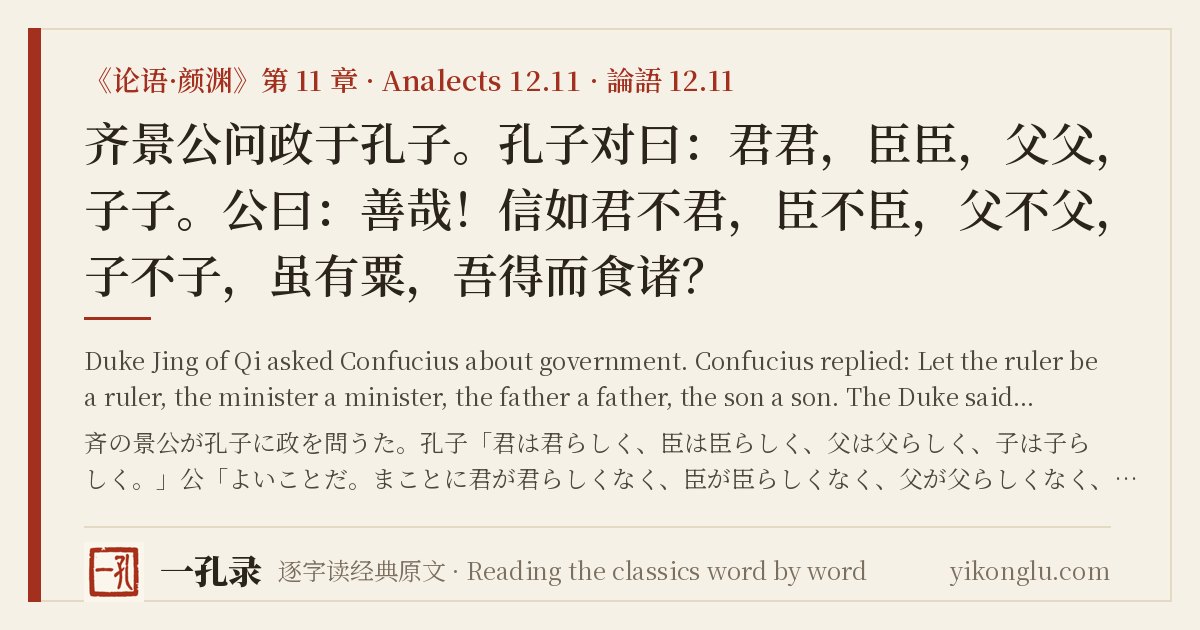 《论语·颜渊》第 11 章 · Analects 12.11 · 論語 12.11
齐景公问政于孔子。孔子对曰：君君，臣臣，父父，
子子。公曰：善哉！信如君不君，臣不臣，父不父，
子不子，虽有粟，吾得而食诸？
Duke Jing of Qi asked Confucius about government. Confucius replied: Let the ruler be
a ruler, the minister a minister, the father a father, the son a son. The Duke said...
斉の景公が孔子に政を問うた。孔子「君は君らしく、臣は臣らしく、父は父らしく、子は子ら
しく。」公「よいことだ。まことに君が君らしくなく、臣が臣らしくなく、父が父らしくなく、…
一孔
一孔录 逐字读经典原文 · Reading the classics word by word yikonglu.com